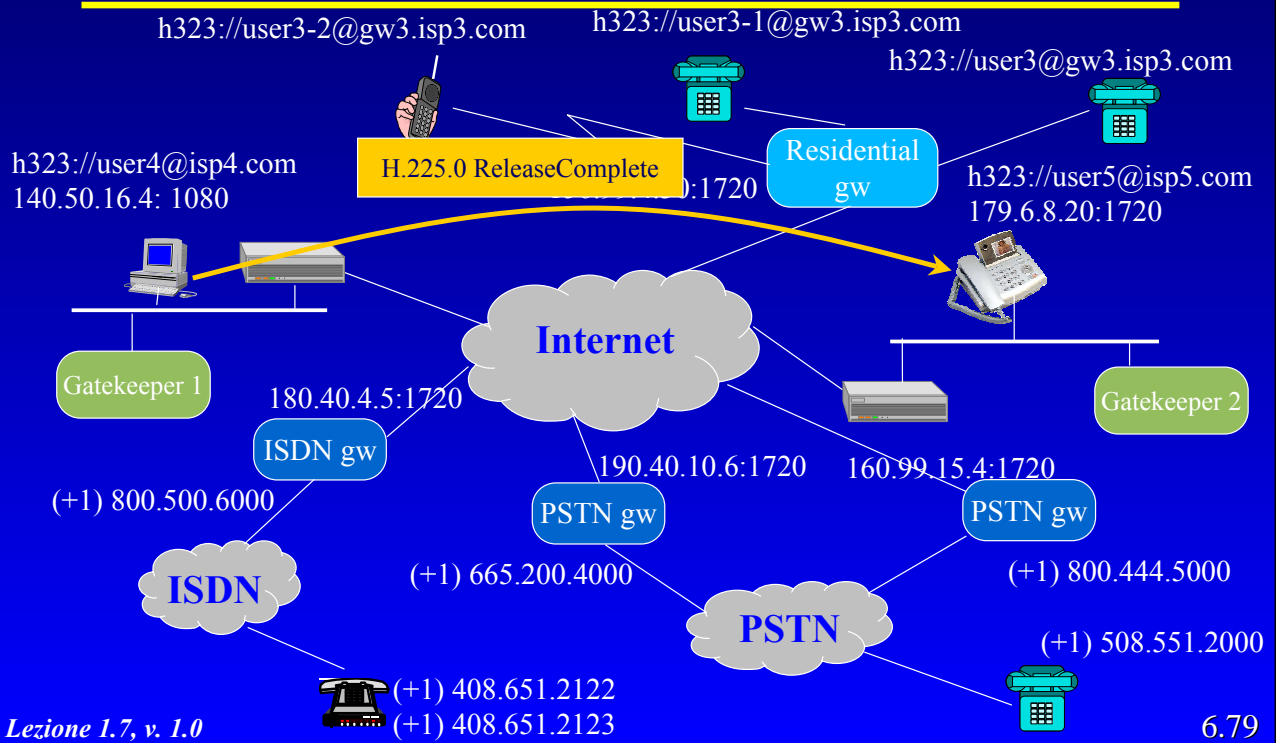 h323://user3-2@gw3.isp3.com
h323://user3-1@gw3.isp3.com
h323://user3@gw3.isp3.com
h323://user4@isp4.com
140.50.16.4: 1080
H.225.0 ReleaseComplete
Residential
gw
0:1720
h323://user5@isp5.com
179.6.8.20:1720
Internet
Gatekeeper 1
Gatekeeper 2
180.40.4.5:1720
ISDN gw
190.40.10.6:1720
160.99.15.4:1720
(+1) 800.500.6000
PSTN gw
PSTN gw
(+1) 665.200.4000
(+1) 800.444.5000
ISDN
PSTN
(+1) 508.551.2000
(+1) 408.651.2122
(+1) 408.651.2123
Lezione 1.7, v. 1.0
6.79